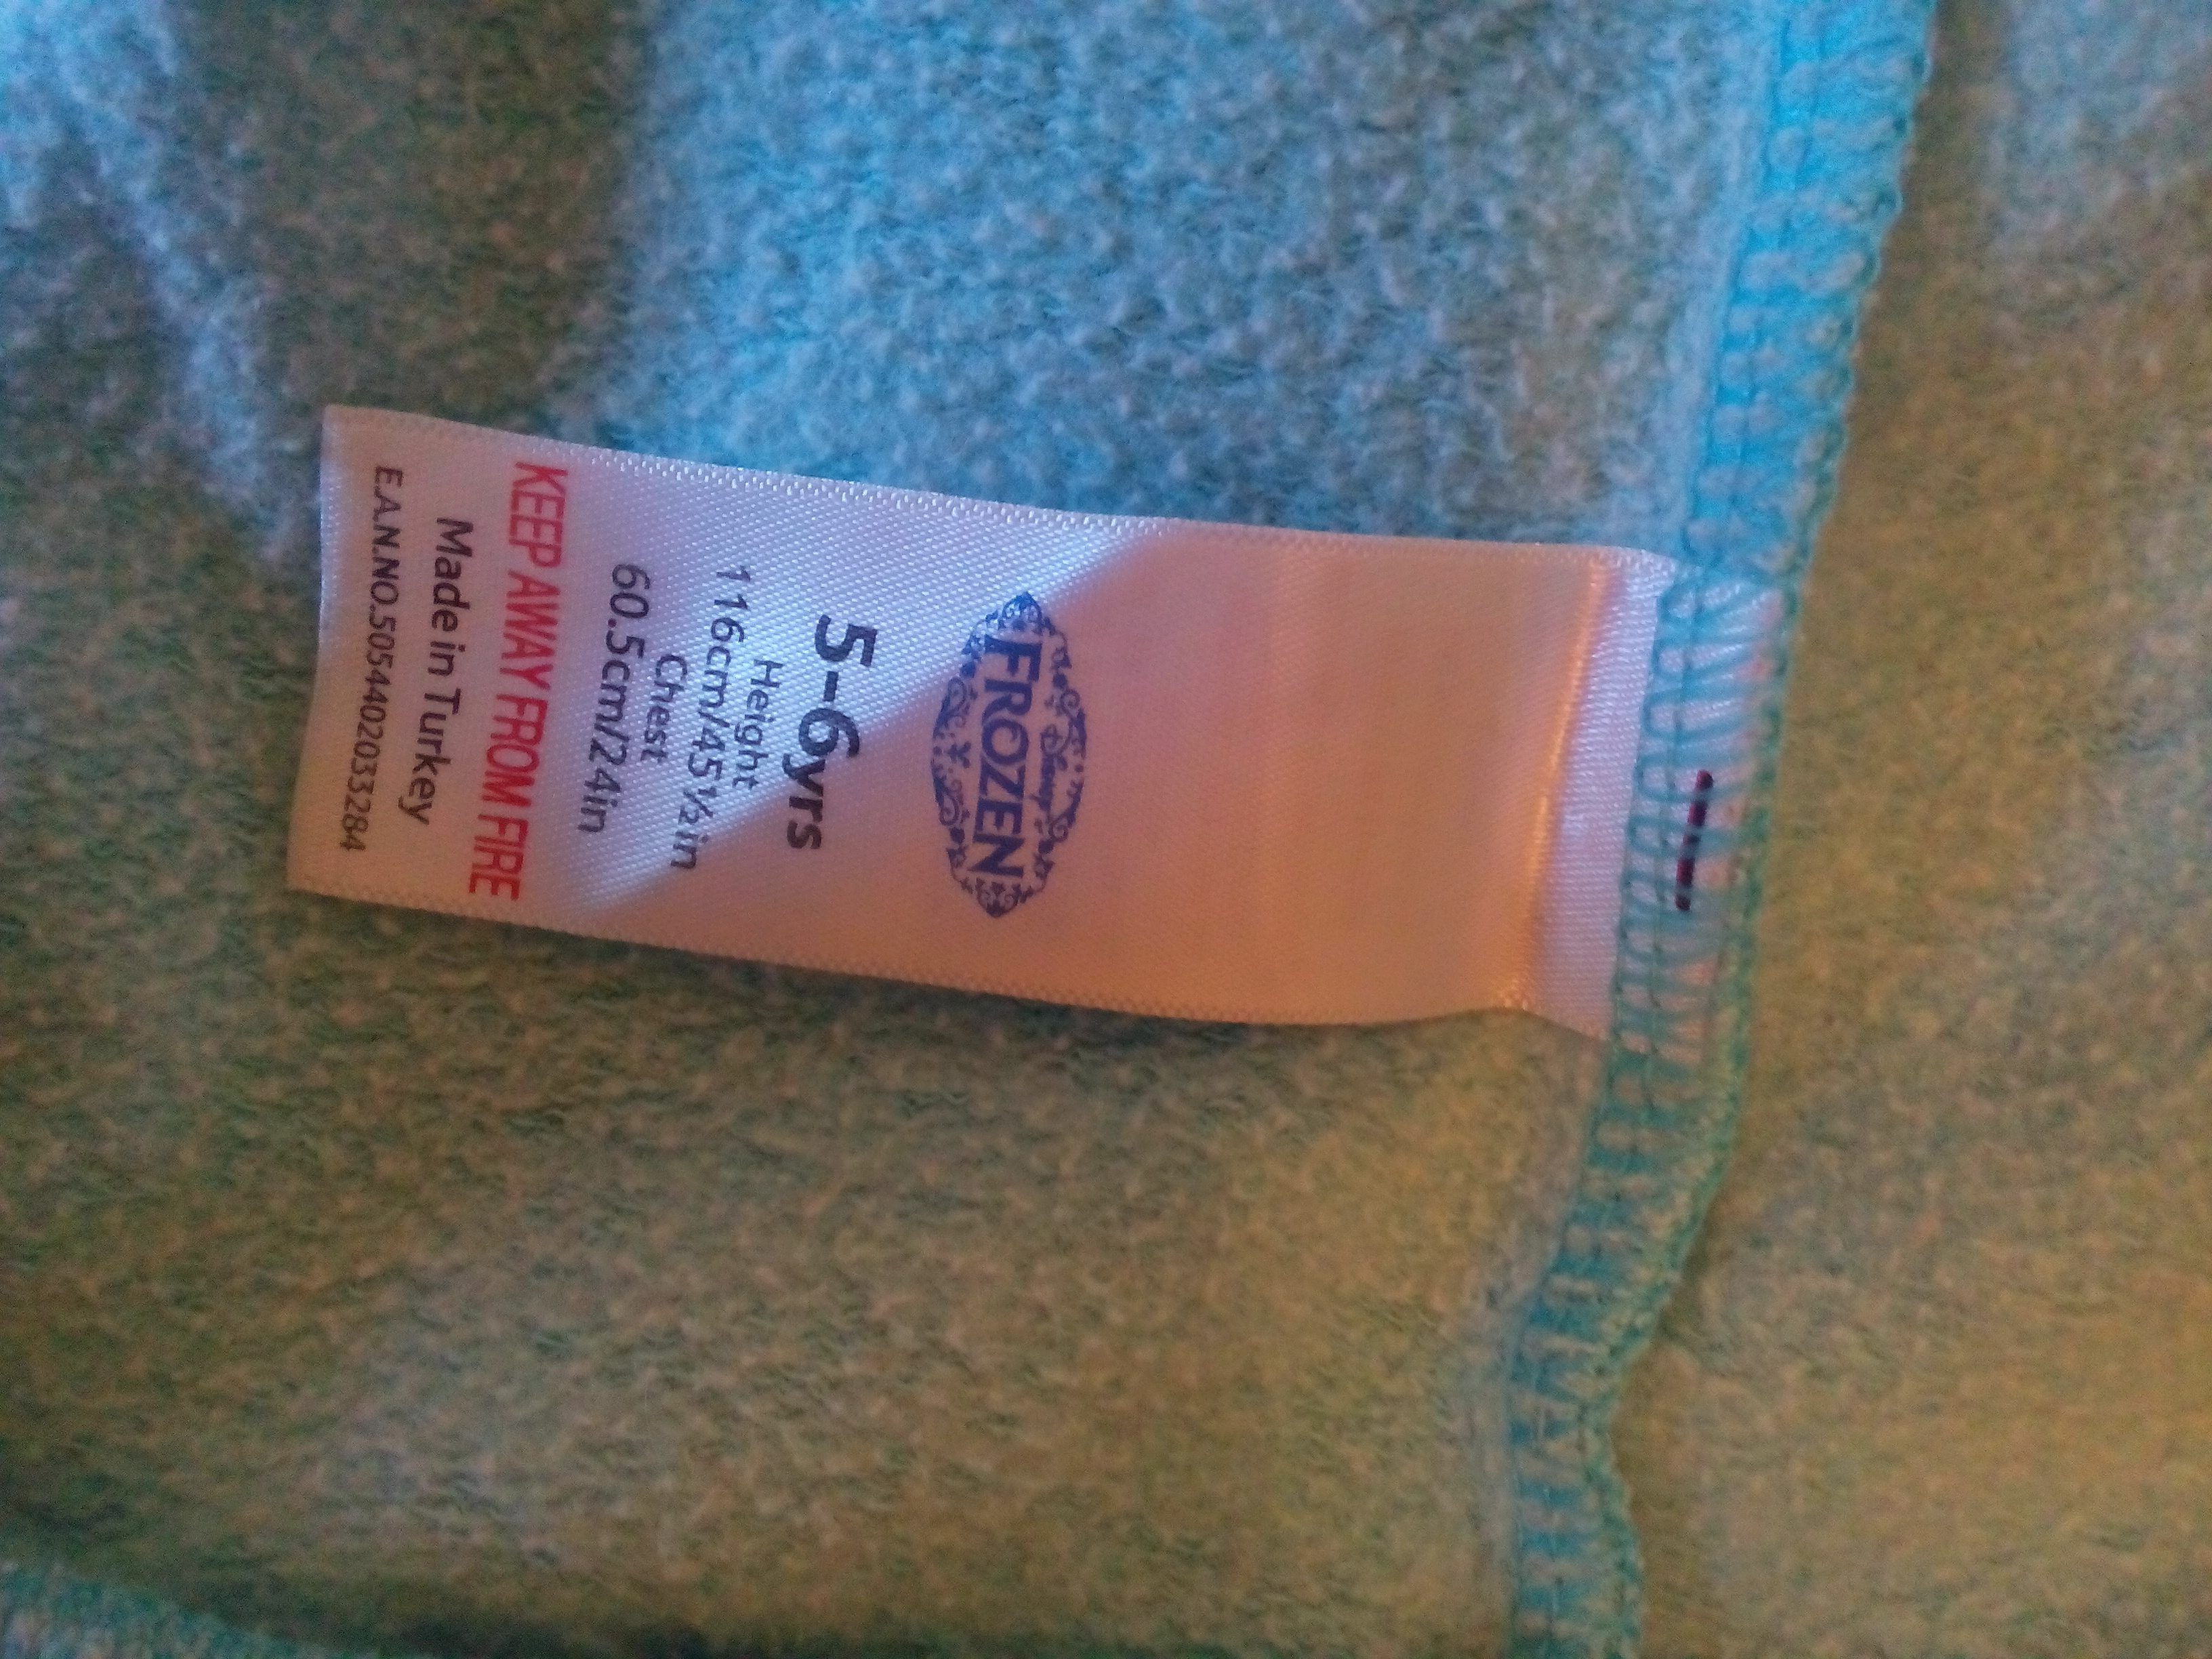 Disney
FROZEN
5-6yrs
Height
116cm/45½in
Chest
60.5cm/24in
KEEP AWAY FROM FIRE
Made in Turkey
E.A.N.NO.5054402033284